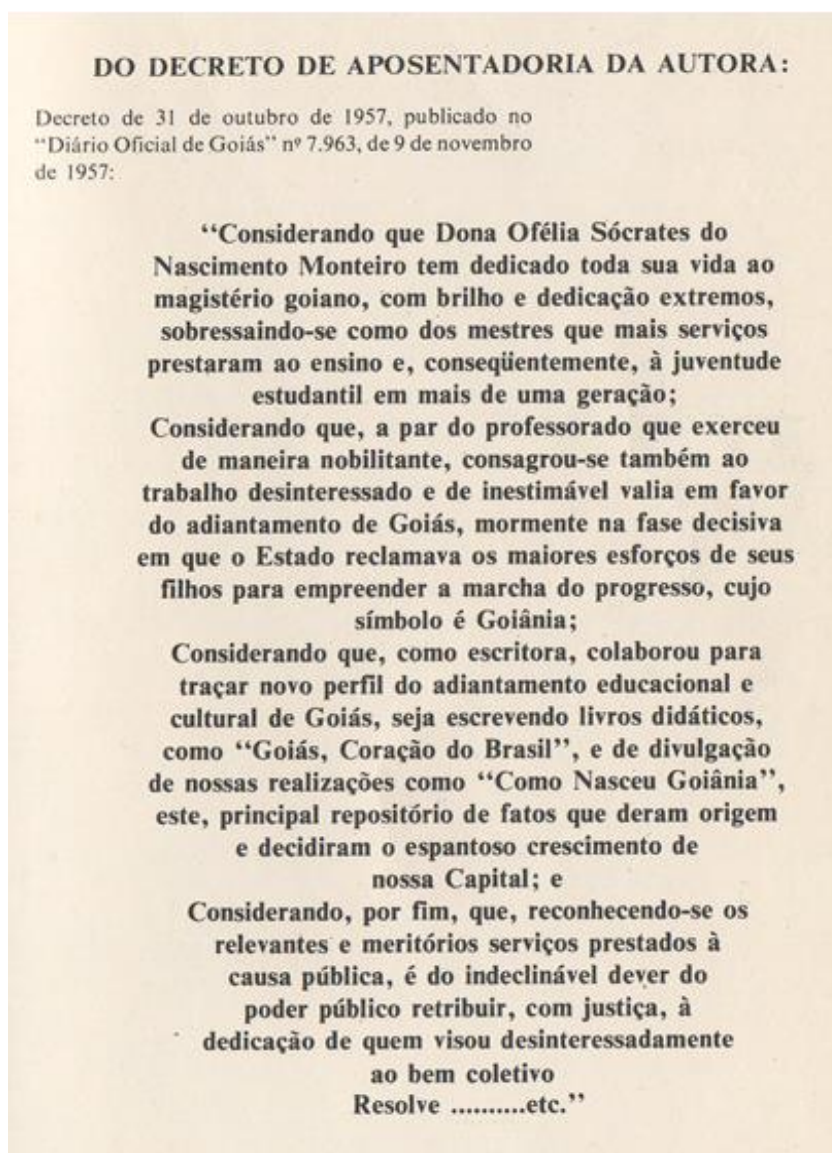 DO DECRETO DE APOSENTADORIA DA AUTORA:
Decreto de 31 de outubro de 1957, publicado no
“Diário Oficial de Goiás” nº 7.963, de 9 de novembro
de 1957:
“Considerando que Dona Ofélia Sócrates do
Nascimento Monteiro tem dedicado toda sua vida ao
magistério goiano, com brilho e dedicação extremos,
sobressaindo-se como dos mestres que mais serviços
prestaram ao ensino e, conseqüentemente, à juventude
estudantil em mais de uma geração;
Considerando que, a par do professorado que exerceu
de maneira nobilitante, consagrou-se também ao
trabalho desinteressado e de inestimável valia em favor
do adiantamento de Goiás, mormente na fase decisiva
em que o Estado reclamava os maiores esforços de seus
filhos para empreender a marcha do progresso, cujo
símbolo é Goiânia;
Considerando que, como escritora, colaborou para
traçar novo perfil do adiantamento educacional e
cultural de Goiás, seja escrevendo livros didáticos,
como “Goiás, Coração do Brasil”, e de divulgação
de nossas realizações como “Como Nasceu Goiânia”,
este, principal repositório de fatos que deram origem
e decidiram o espantoso crescimento de
nossa Capital; e
Considerando, por fim, que, reconhecendo-se os
relevantes e meritórios serviços prestados à
causa pública, é do indeclinável dever do
poder público retribuir, com justiça, à
dedicação de quem visou desinteressadamente
ao bem coletivo
Resolve ..........etc.”